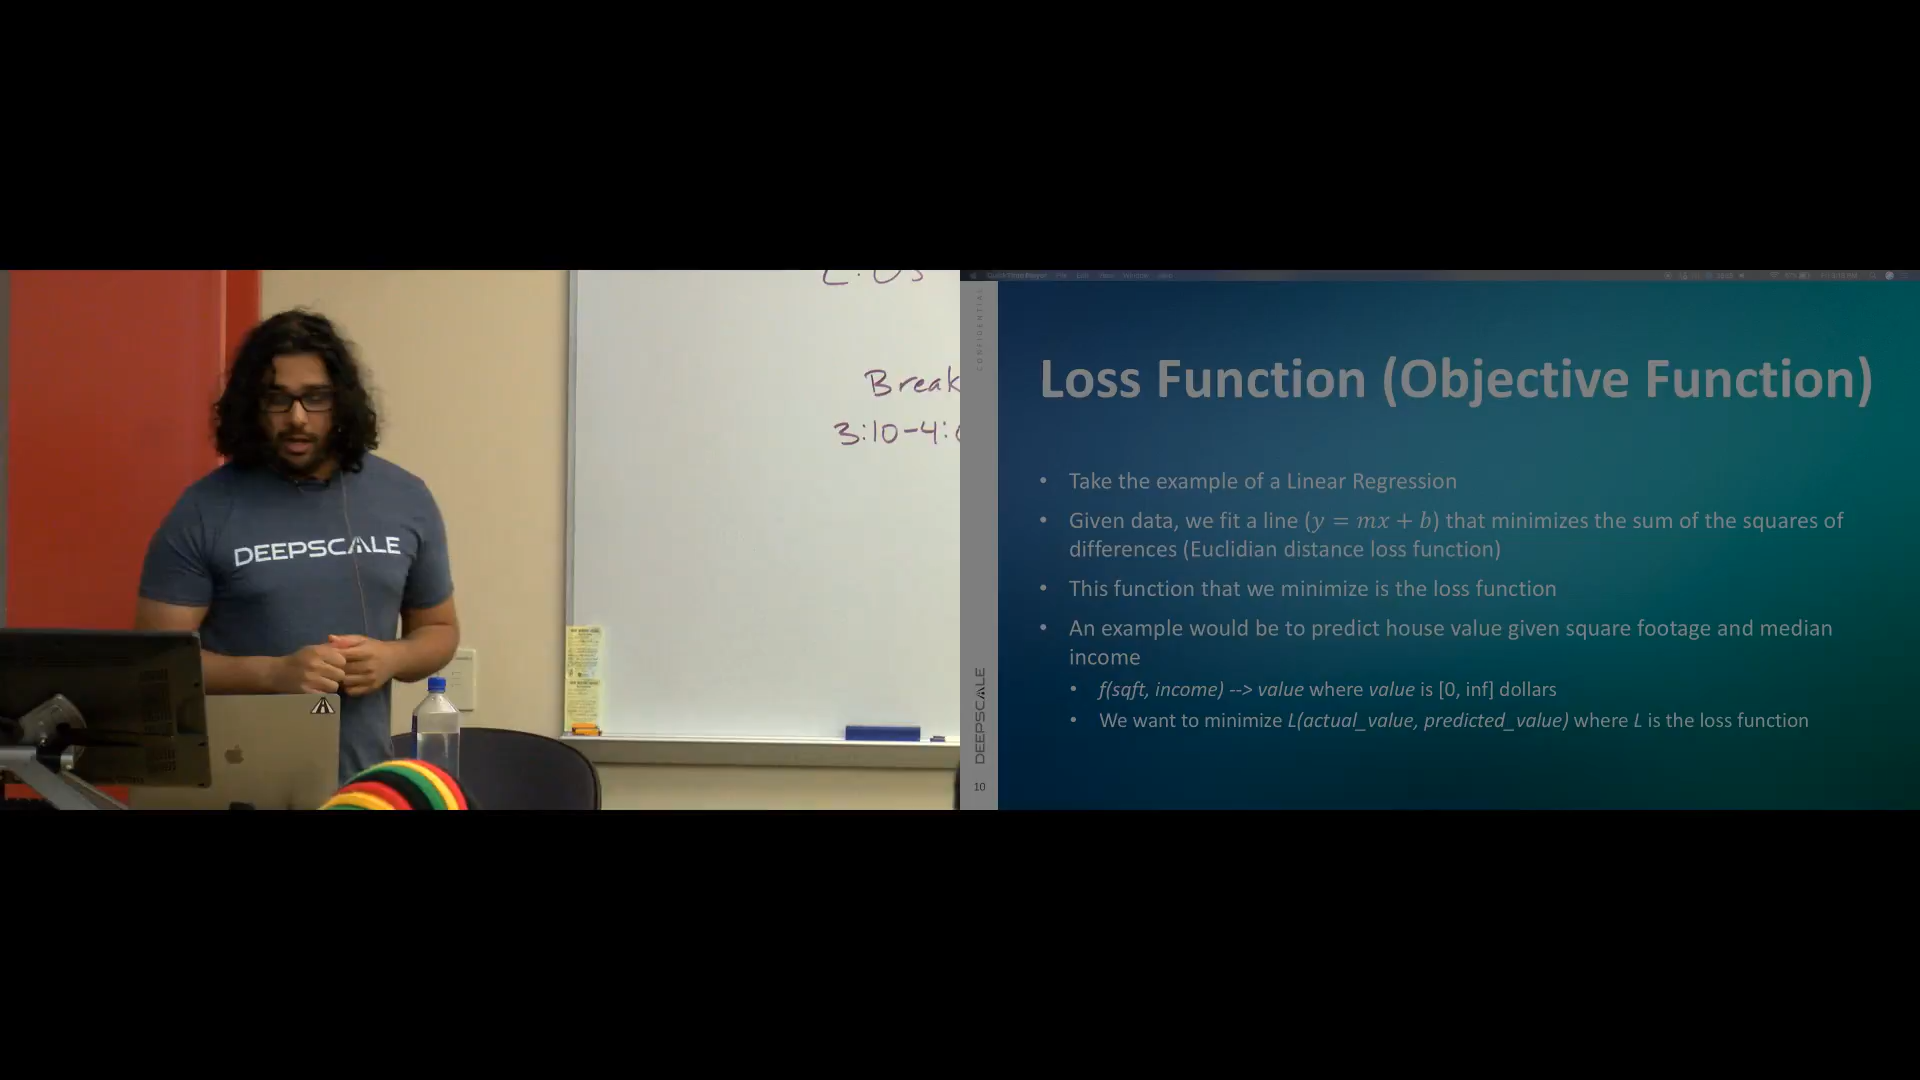 Break
3:10-4:
DEEPSCALE
CONFIDENTIAL
Loss Function (Objective Function)
• Take the example of a Linear Regression
• Given data, we fit a line (y = mx + b) that minimizes the sum of the squares of
differences (Euclidian distance loss function)
• This function that we minimize is the loss function
• An example would be to predict house value given square footage and median
income
• f(sqft, income) --> value where value is [0, inf] dollars
• We want to minimize L(actual_value, predicted_value) where L is the loss function
DEEPSCALE
10